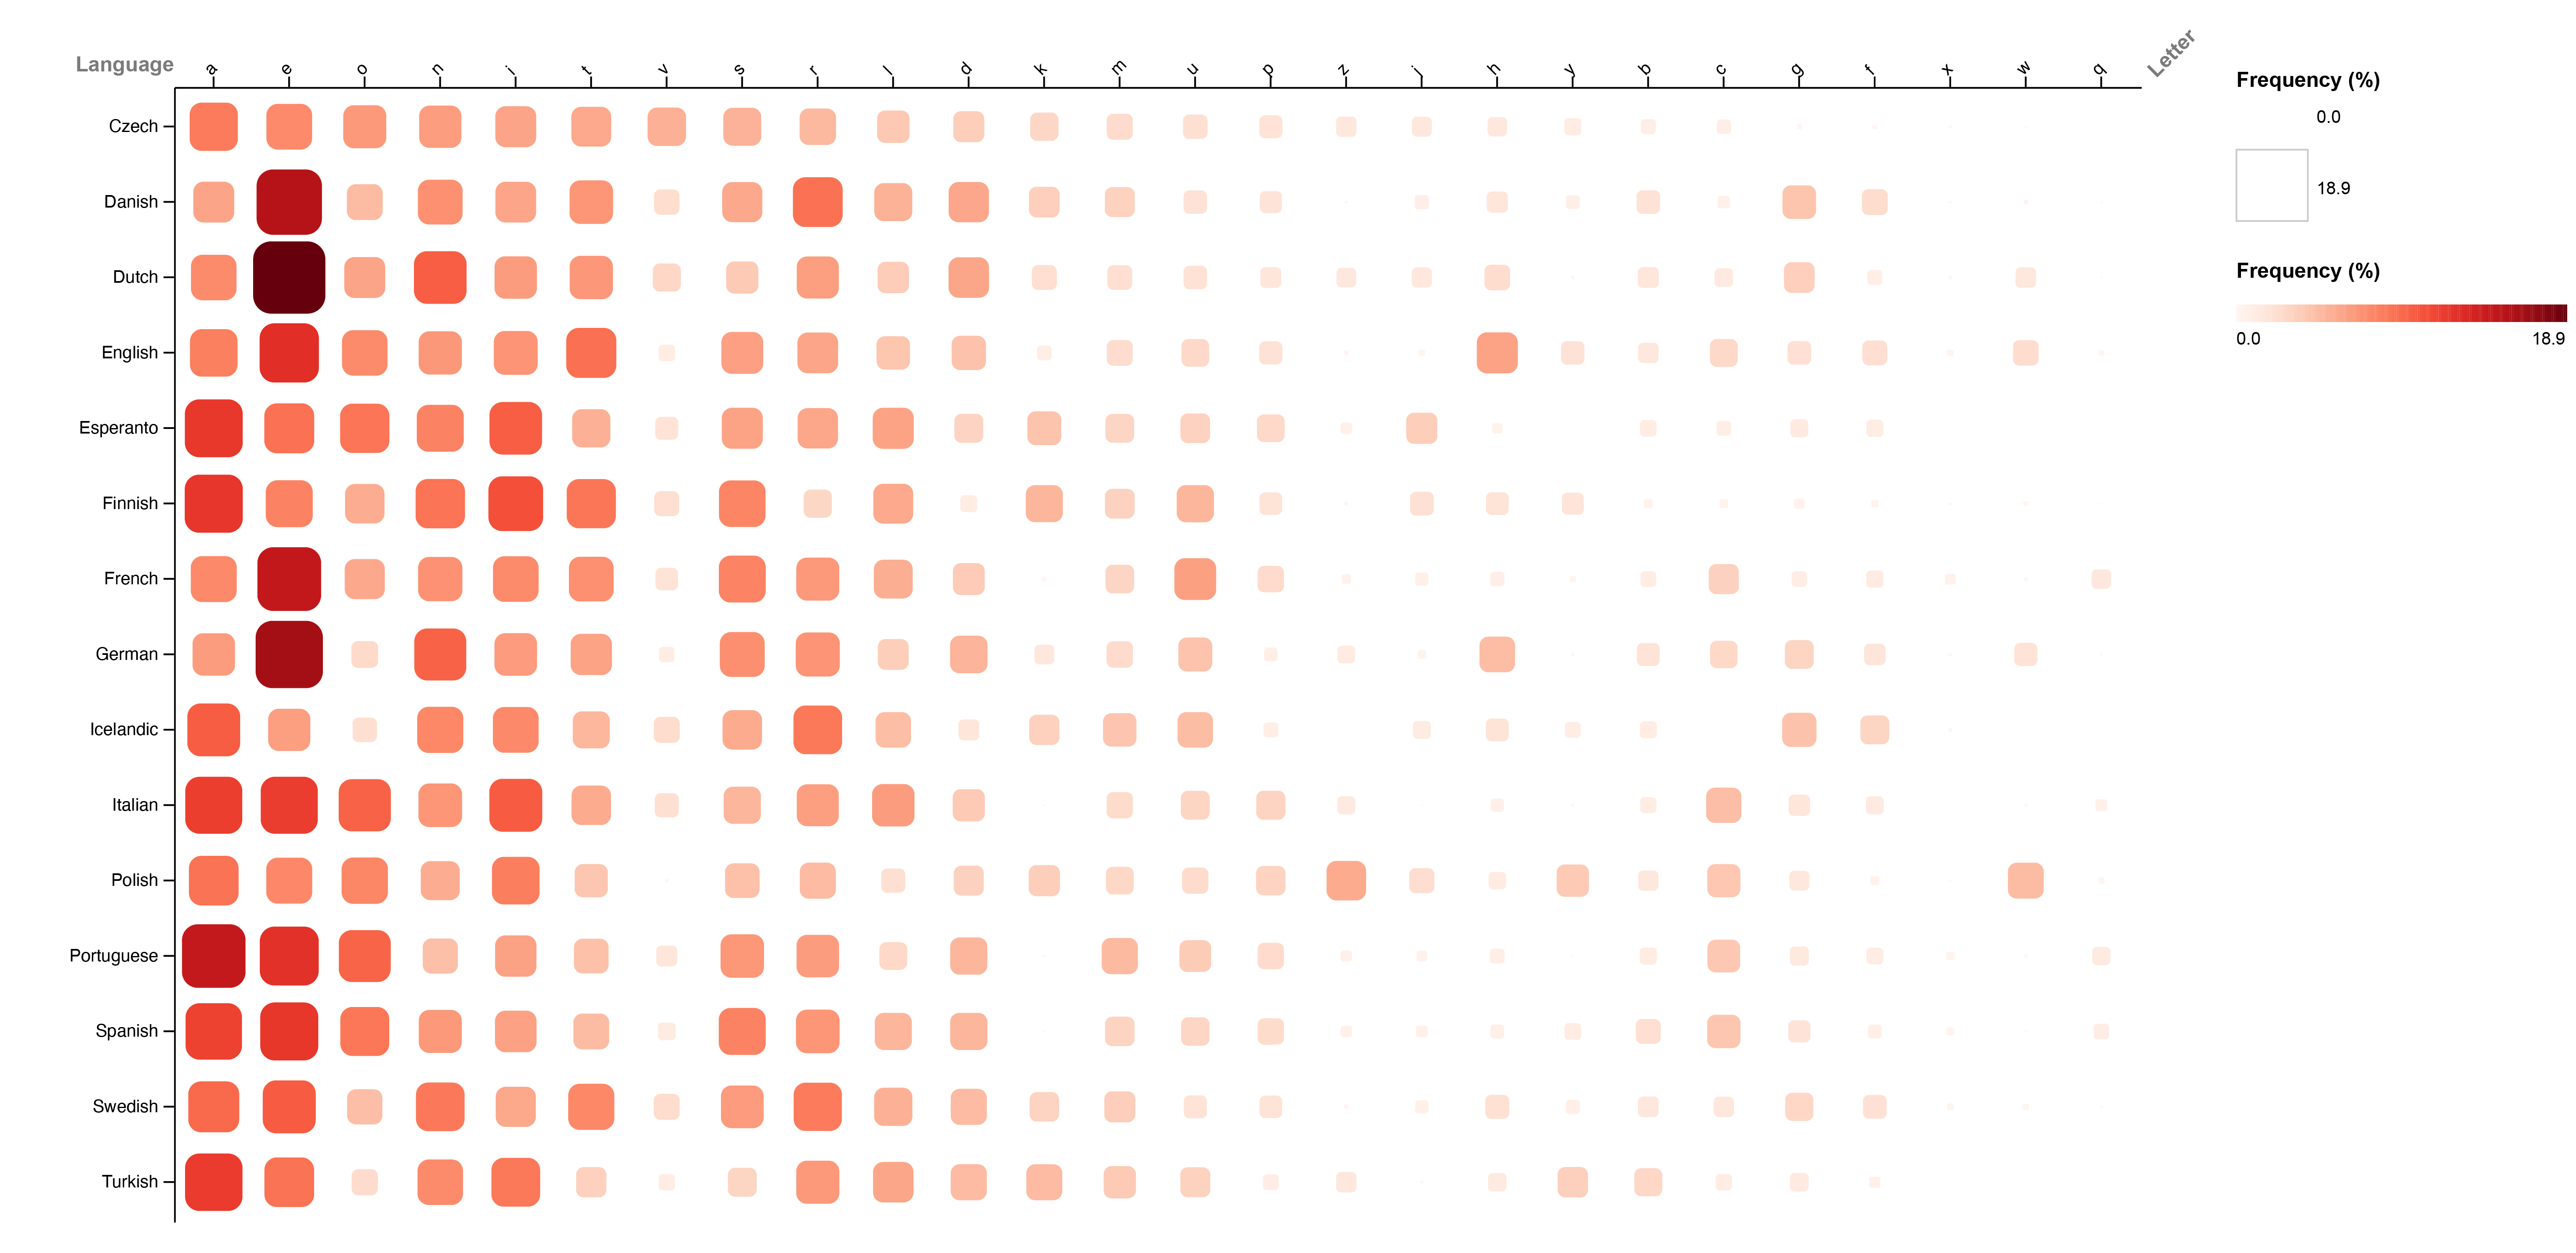 Language
a e o n i t v s r l d k m u p z j h y b c g f x w q
Letter
Czech
Danish
Dutch
English
Esperanto
Finnish
French
German
Icelandic
Italian
Polish
Portuguese
Spanish
Swedish
Turkish
Frequency (%)
0.0
18.9
Frequency (%)
0.0 18.9